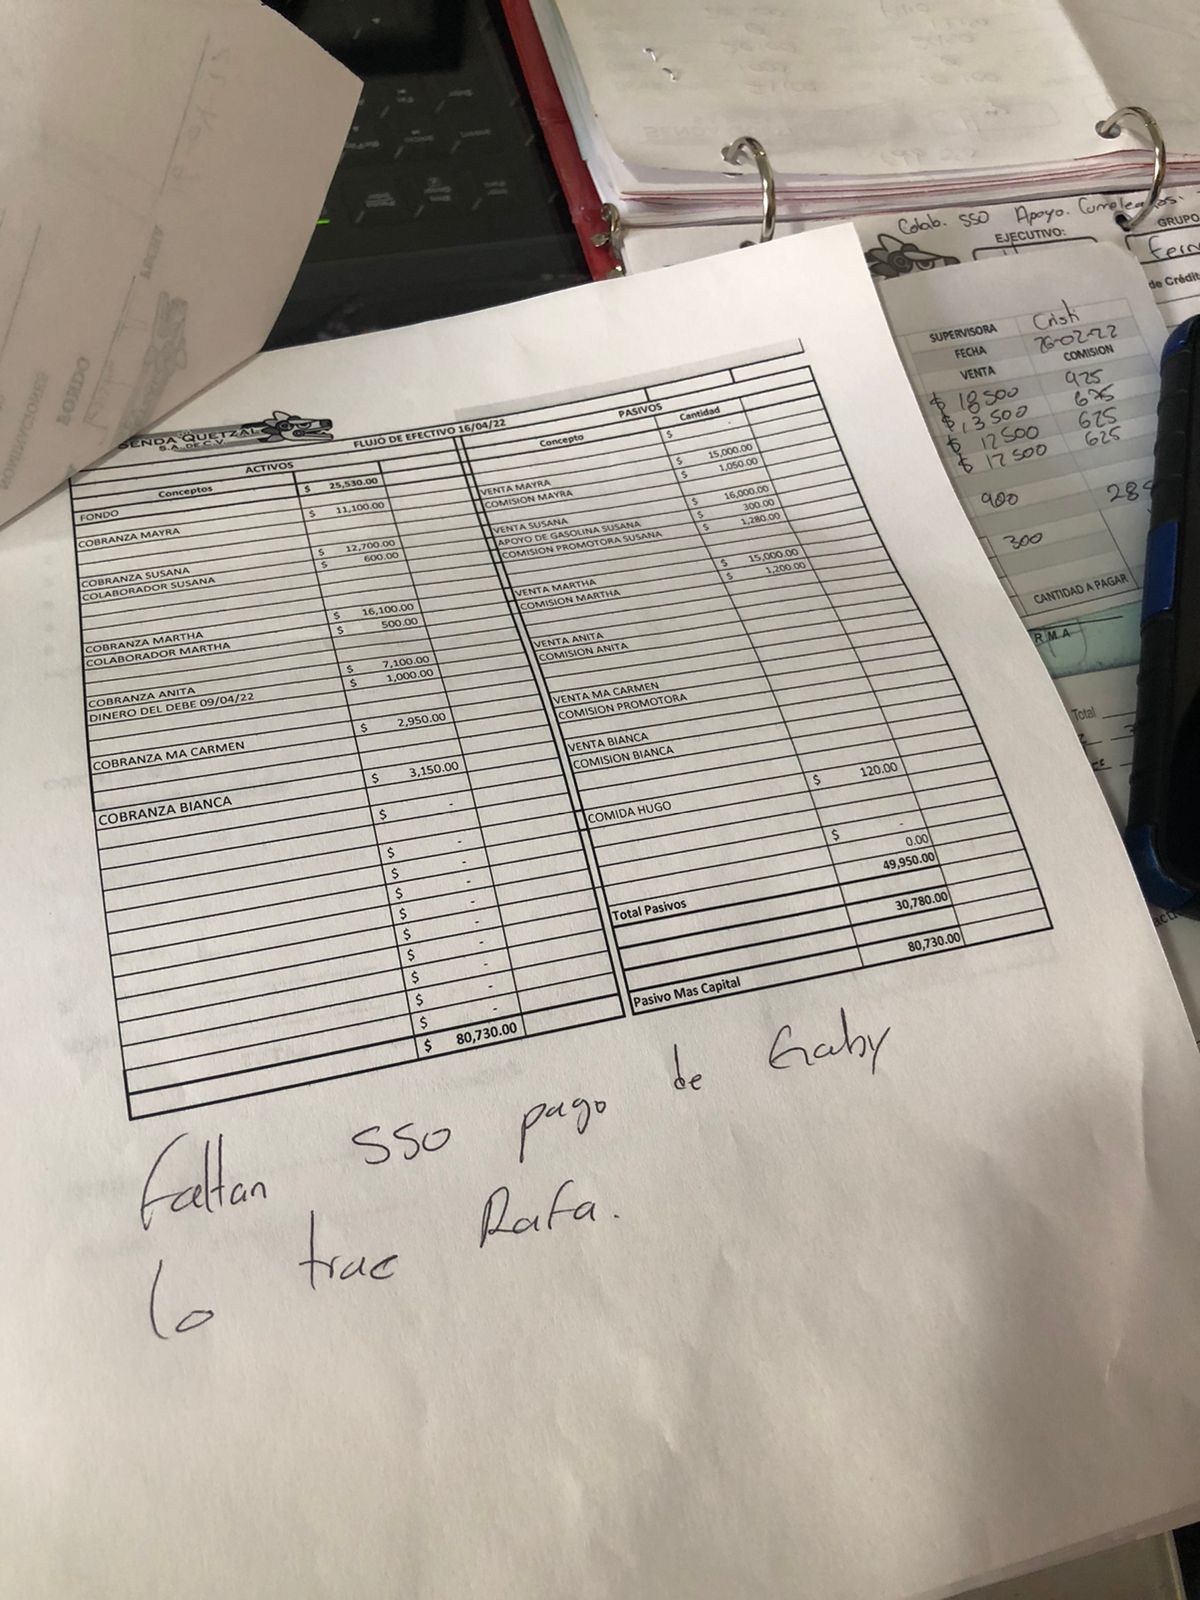 SENDA QUETZAL
S.A. DE C.V.
FLUJO DE EFECTIVO 16/04/22
ACTIVOS
Conceptos
FONDO $ 25,530.00
COBRANZA MAYRA $ 11,100.00
COBRANZA SUSANA $ 12,700.00
COLABORADOR SUSANA $ 600.00
COBRANZA MARTHA $ 16,100.00
COLABORADOR MARTHA $ 500.00
COBRANZA ANITA $ 7,100.00
DINERO DEL DEBE 09/04/22 $ 1,000.00
COBRANZA MA CARMEN $ 2,950.00
COBRANZA BIANCA $ 3,150.00
$ -
$ -
$ -
$ -
$ -
$ -
$ -
$ -
$ -
$ -
$ 80,730.00
PASIVOS
Concepto Cantidad
$ -
VENTA MAYRA $ 15,000.00
COMISION MAYRA $ 1,050.00
VENTA SUSANA $ 16,000.00
APOYO DE GASOLINA SUSANA $ 300.00
COMISION PROMOTORA SUSANA $ 1,280.00
VENTA MARTHA $ 15,000.00
COMISION MARTHA $ 1,200.00
VENTA ANITA
COMISION ANITA
VENTA MA CARMEN
COMISION PROMOTORA
VENTA BIANCA
COMISION BIANCA
COMIDA HUGO $ 120.00
$ -
0.00
Total Pasivos 49,950.00
30,780.00
Pasivo Mas Capital 80,730.00
Faltan 550 pago de Gaby
lo trae Rafa.
Colab. 550 Apoyo. Cumpleaños.
EJECUTIVO:
GRUPO
Fern
de Crédit
SUPERVISORA Cristi
FECHA 26-02-22
VENTA COMISION
$ 18500 925
$ 13500 675
$ 12500 625
$ 12500 625
900 28
300
CANTIDAD A PAGAR
R M A
Total